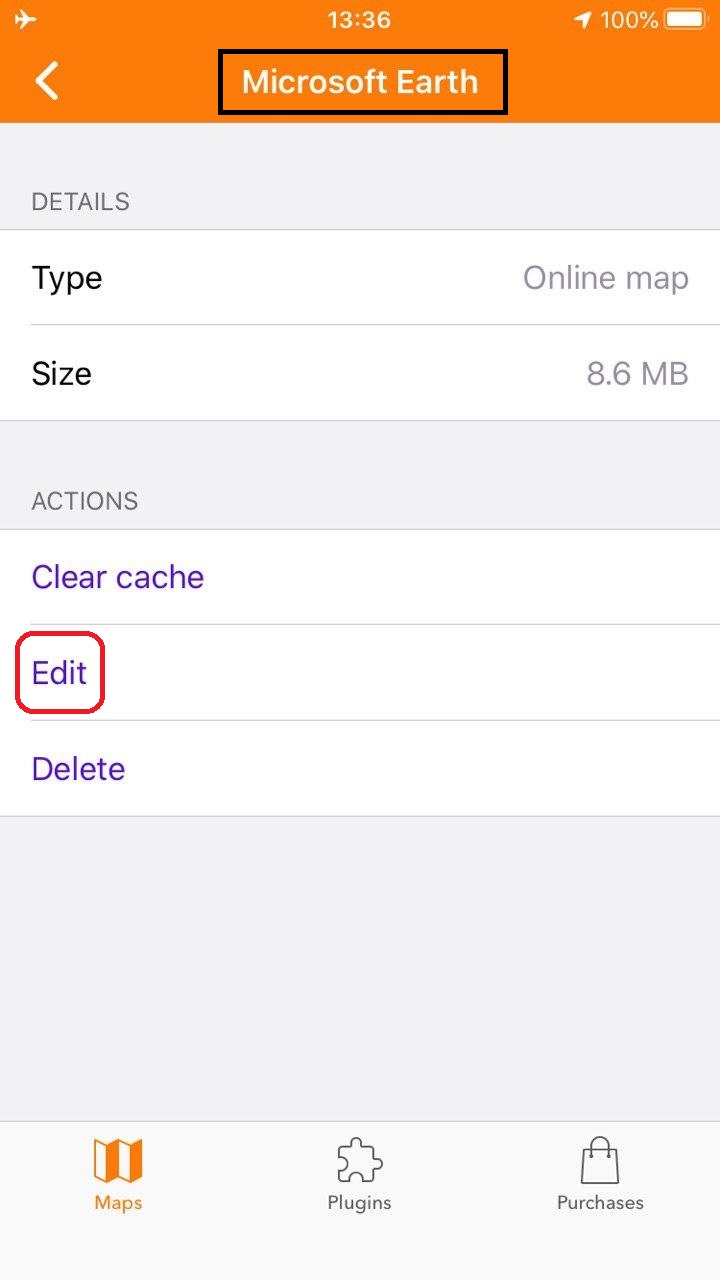 13:36
100%
Microsoft Earth
DETAILS
Type
Online map
Size
8.6 MB
ACTIONS
Clear cache
Edit
Delete
Maps
Plugins
Purchases